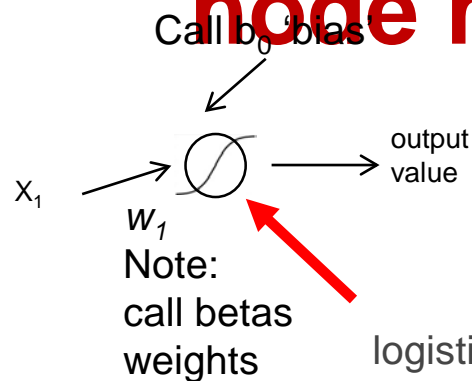 node
Call b0 'bias'
output
value
X1
w1
Note:
call betas
weights
logisti